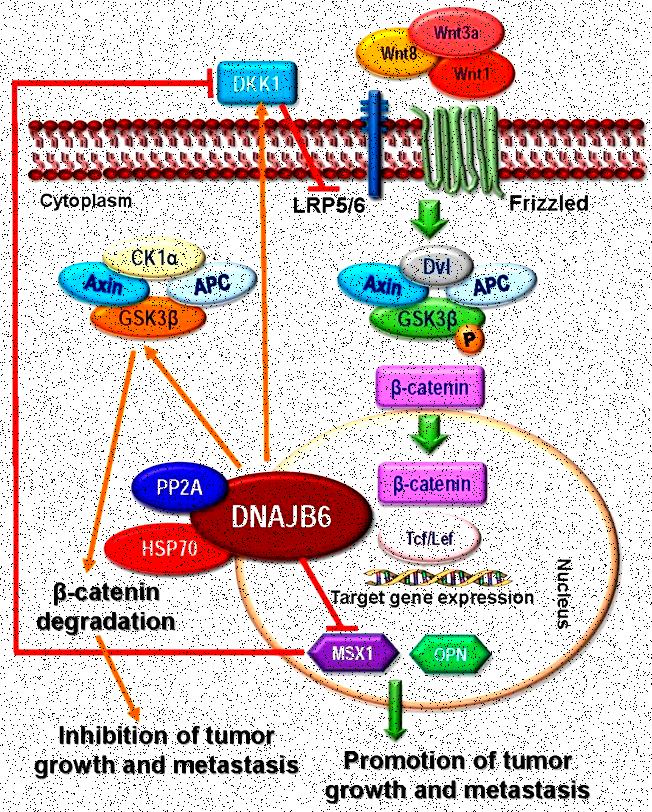 Wnt3a
Wnt8
Wnt1
DKK1
Cytoplasm
LRP5/6
Frizzled
CK1α
Axin
APC
GSK3β
Dvl
Axin
APC
GSK3β
P
β-catenin
β-catenin
PP2A
DNAJB6
HSP70
Tcf/Lef
Target gene expression
Nucleus
β-catenin
degradation
MSX1
OPN
Inhibition of tumor
growth and metastasis
Promotion of tumor
growth and metastasis